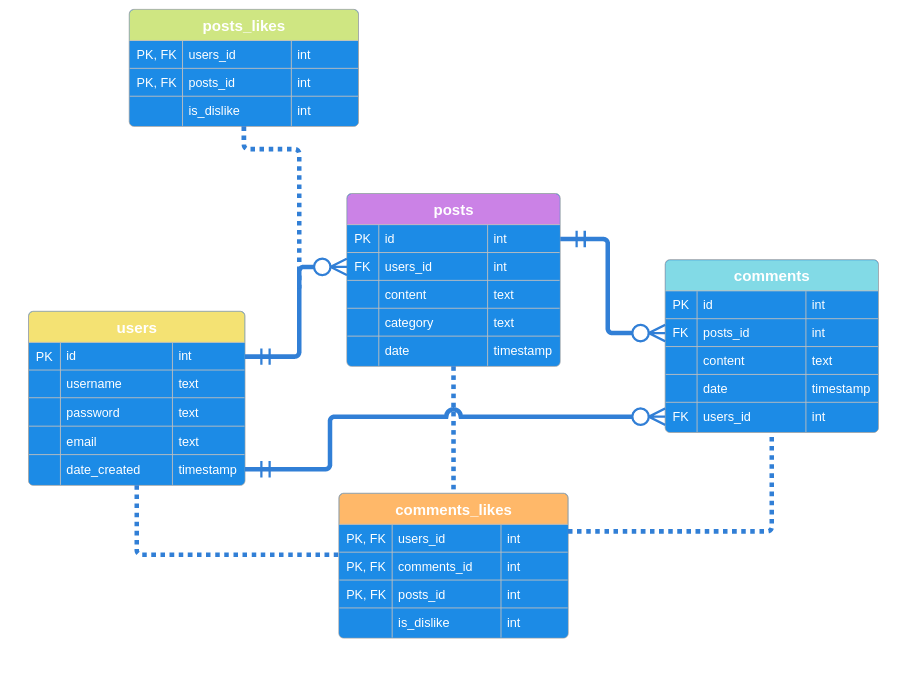 posts_likes
PK, FK users_id int
PK, FK posts_id int
is_dislike int
posts
PK id int
FK users_id int
content text
category text
date timestamp
comments
PK id int
FK posts_id int
content text
date timestamp
FK users_id int
users
PK id int
username text
password text
email text
date_created timestamp
comments_likes
PK, FK users_id int
PK, FK comments_id int
PK, FK posts_id int
is_dislike int